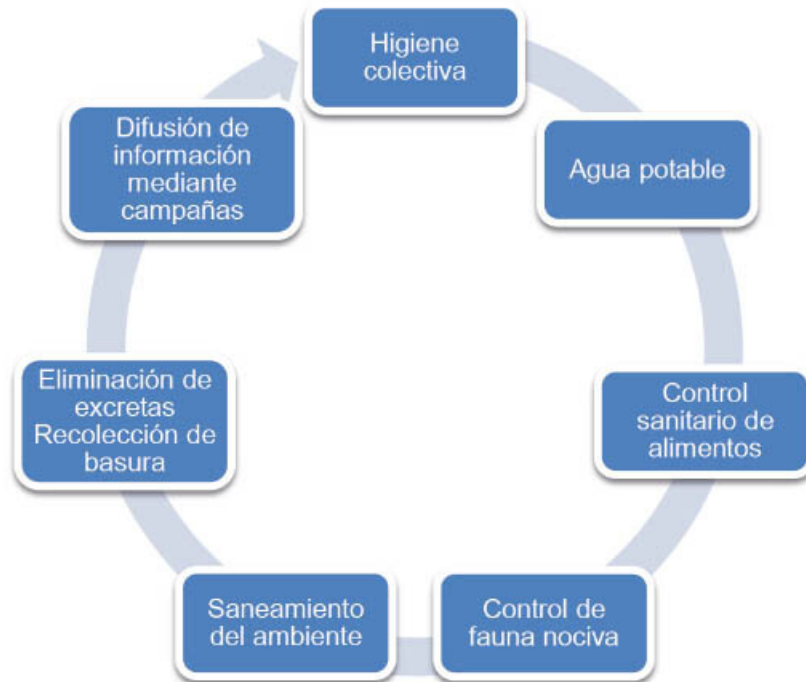 Higiene
colectiva
Agua potable
Control
sanitario de
alimentos
Control de
fauna nociva
Saneamiento
del ambiente
Eliminación de
excretas
Recolección de
basura
Difusión de
información
mediante
campañas